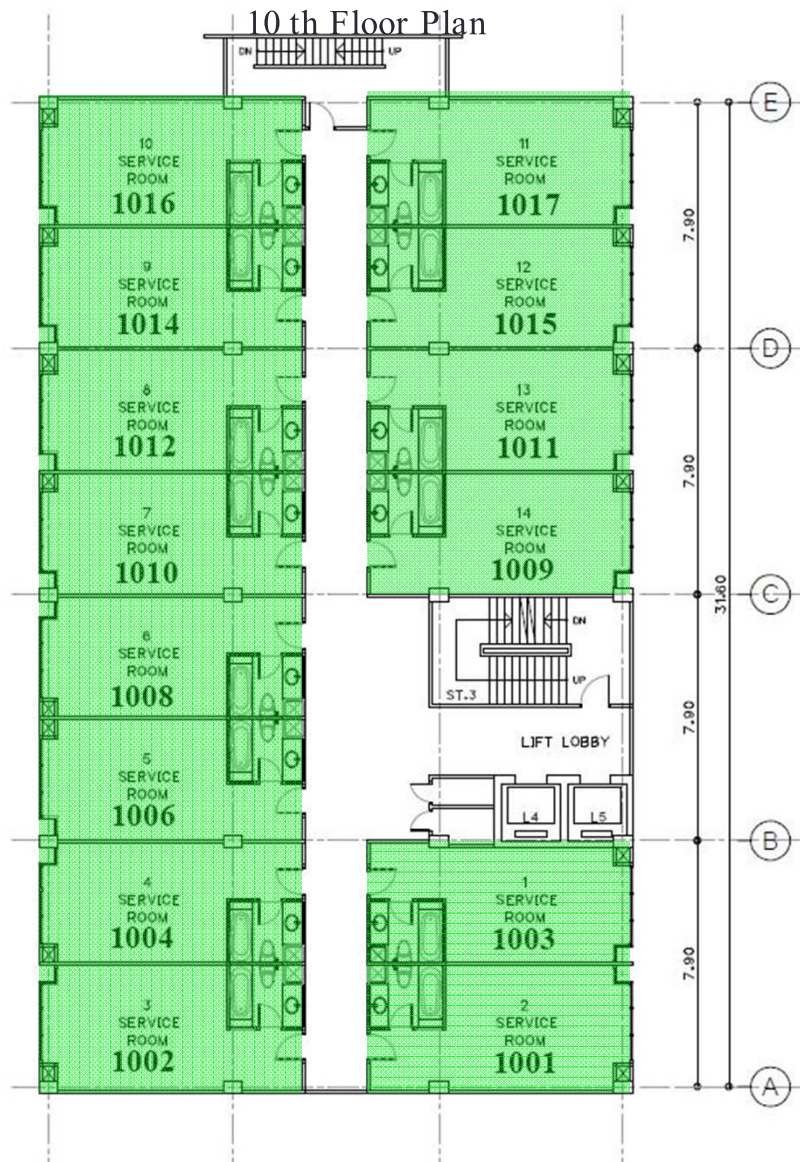 10 th Floor Plan
DN
UP
E
10
SERVICE
ROOM
1016
11
SERVICE
ROOM
1017
7.90
9
SERVICE
ROOM
1014
12
SERVICE
ROOM
1015
D
8
SERVICE
ROOM
1012
13
SERVICE
ROOM
1011
7.90
7
SERVICE
ROOM
1010
14
SERVICE
ROOM
1009
C
31.60
6
SERVICE
ROOM
1008
DN
UP
ST.3
7.90
LIFT LOBBY
5
SERVICE
ROOM
1006
L4
L5
B
4
SERVICE
ROOM
1004
1
SERVICE
ROOM
1003
7.90
3
SERVICE
ROOM
1002
2
SERVICE
ROOM
1001
A